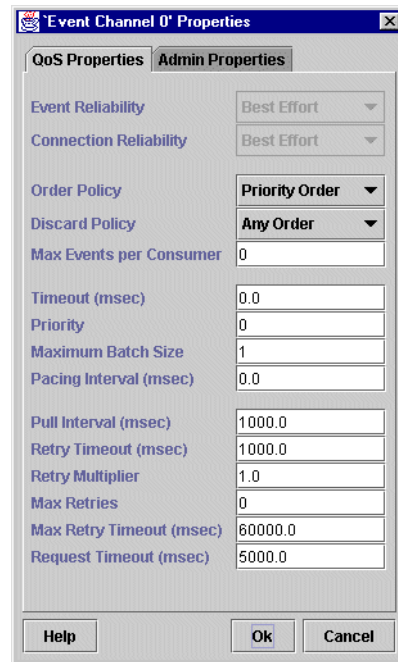 'Event Channel 0' Properties
QoS Properties Admin Properties
Event Reliability Best Effort
Connection Reliability Best Effort
Order Policy Priority Order
Discard Policy Any Order
Max Events per Consumer 0
Timeout (msec) 0.0
Priority 0
Maximum Batch Size 1
Pacing Interval (msec) 0.0
Pull Interval (msec) 1000.0
Retry Timeout (msec) 1000.0
Retry Multiplier 1.0
Max Retries 0
Max Retry Timeout (msec) 60000.0
Request Timeout (msec) 5000.0
Help Ok Cancel